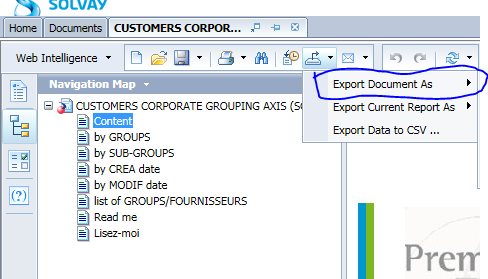 SOLVAY
Home Documents CUSTOMERS CORPOR...
Web Intelligence
Navigation Map
CUSTOMERS CORPORATE GROUPING AXIS (SC
Content
by GROUPS
by SUB-GROUPS
by CREA date
by MODIF date
list of GROUPS/FOURNISSEURS
Read me
Lisez-moi
Export Document As
Export Current Report As
Export Data to CSV ...
Prem